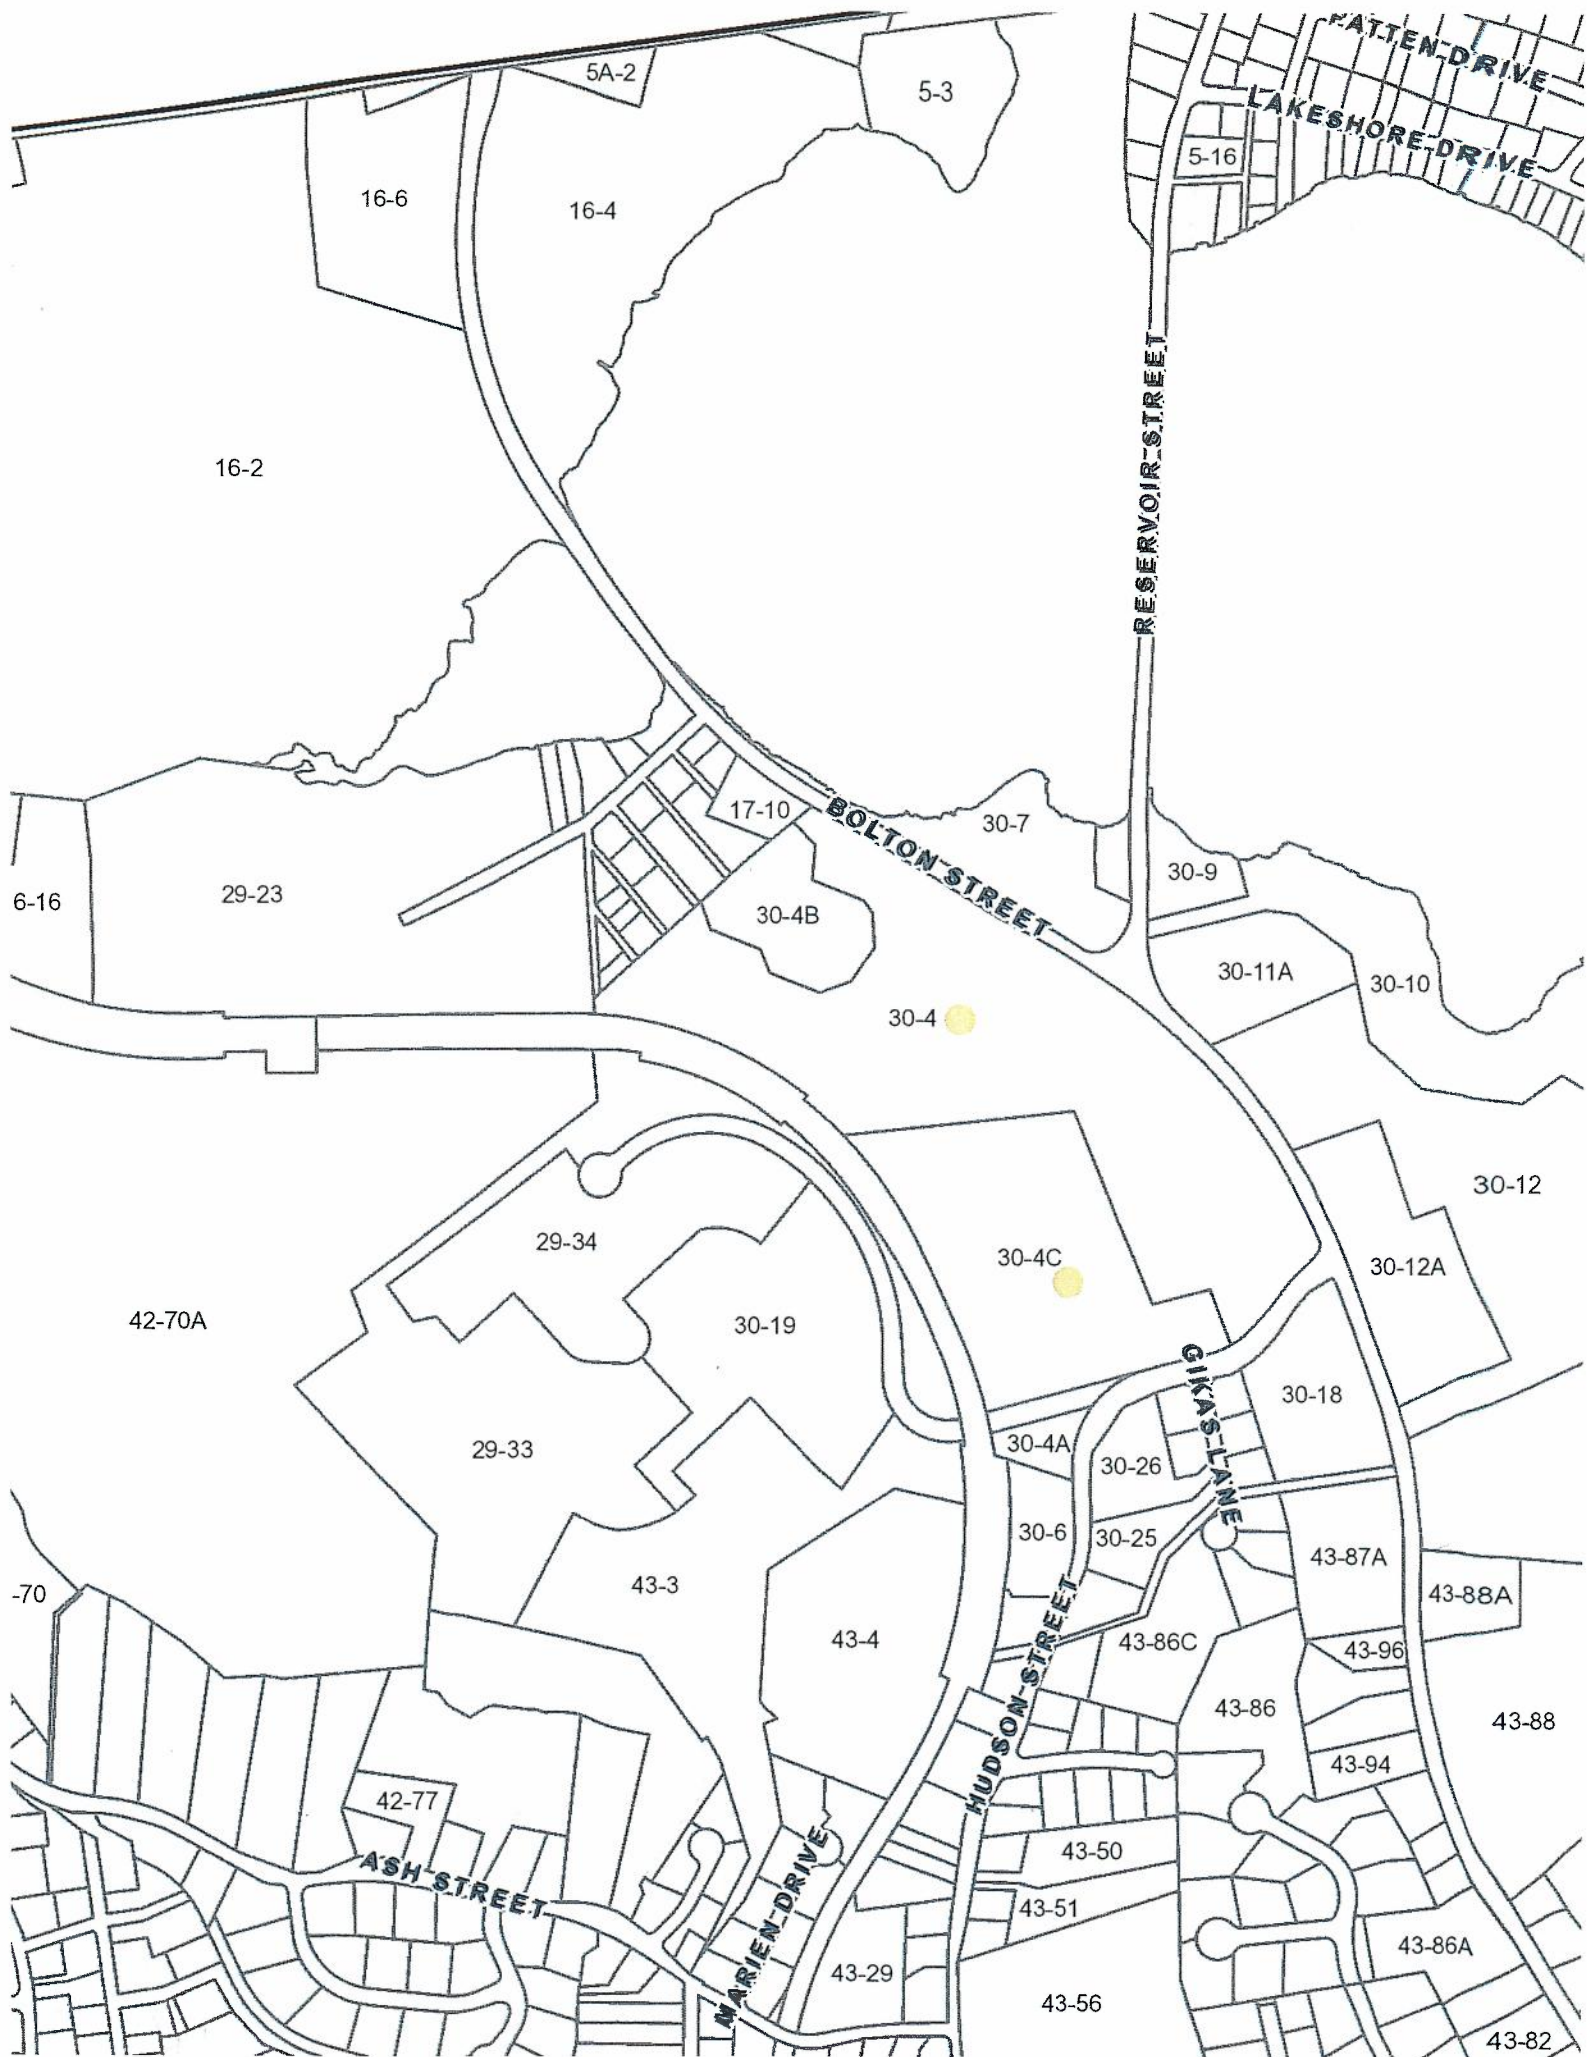 PATTEN DRIVE
5A-2
5-3
LAKESHORE DRIVE
5-16
16-6
16-4
RESERVOIR STREET
16-2
17-10
BOLTON STREET
30-7
30-9
6-16
29-23
30-4B
30-11A
30-10
30-4
30-12
29-34
30-4C
30-12A
42-70A
30-19
GIKAS LANE
30-18
29-33
30-4A
30-26
30-6
30-25
43-87A
-70
43-3
43-88A
43-4
43-86C
43-96
HUDSON STREET
43-86
43-88
43-94
42-77
43-50
ASH STREET
MARIEN DRIVE
43-51
43-86A
43-29
43-56
43-82